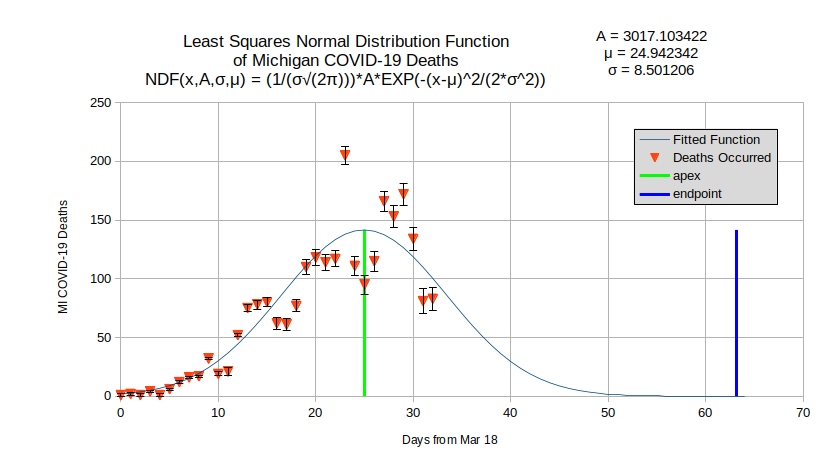 Least Squares Normal Distribution Function
of Michigan COVID-19 Deaths
NDF(x,A,σ,μ) = (1/(σ√(2π)))*A*EXP(-(x-μ)^2/(2*σ^2))
A = 3017.103422
μ = 24.942342
σ = 8.501206
250
200
150
100
50
0
MI COVID-19 Deaths
Fitted Function
Deaths Occurred
apex
endpoint
0 10 20 30 40 50 60 70
Days from Mar 18